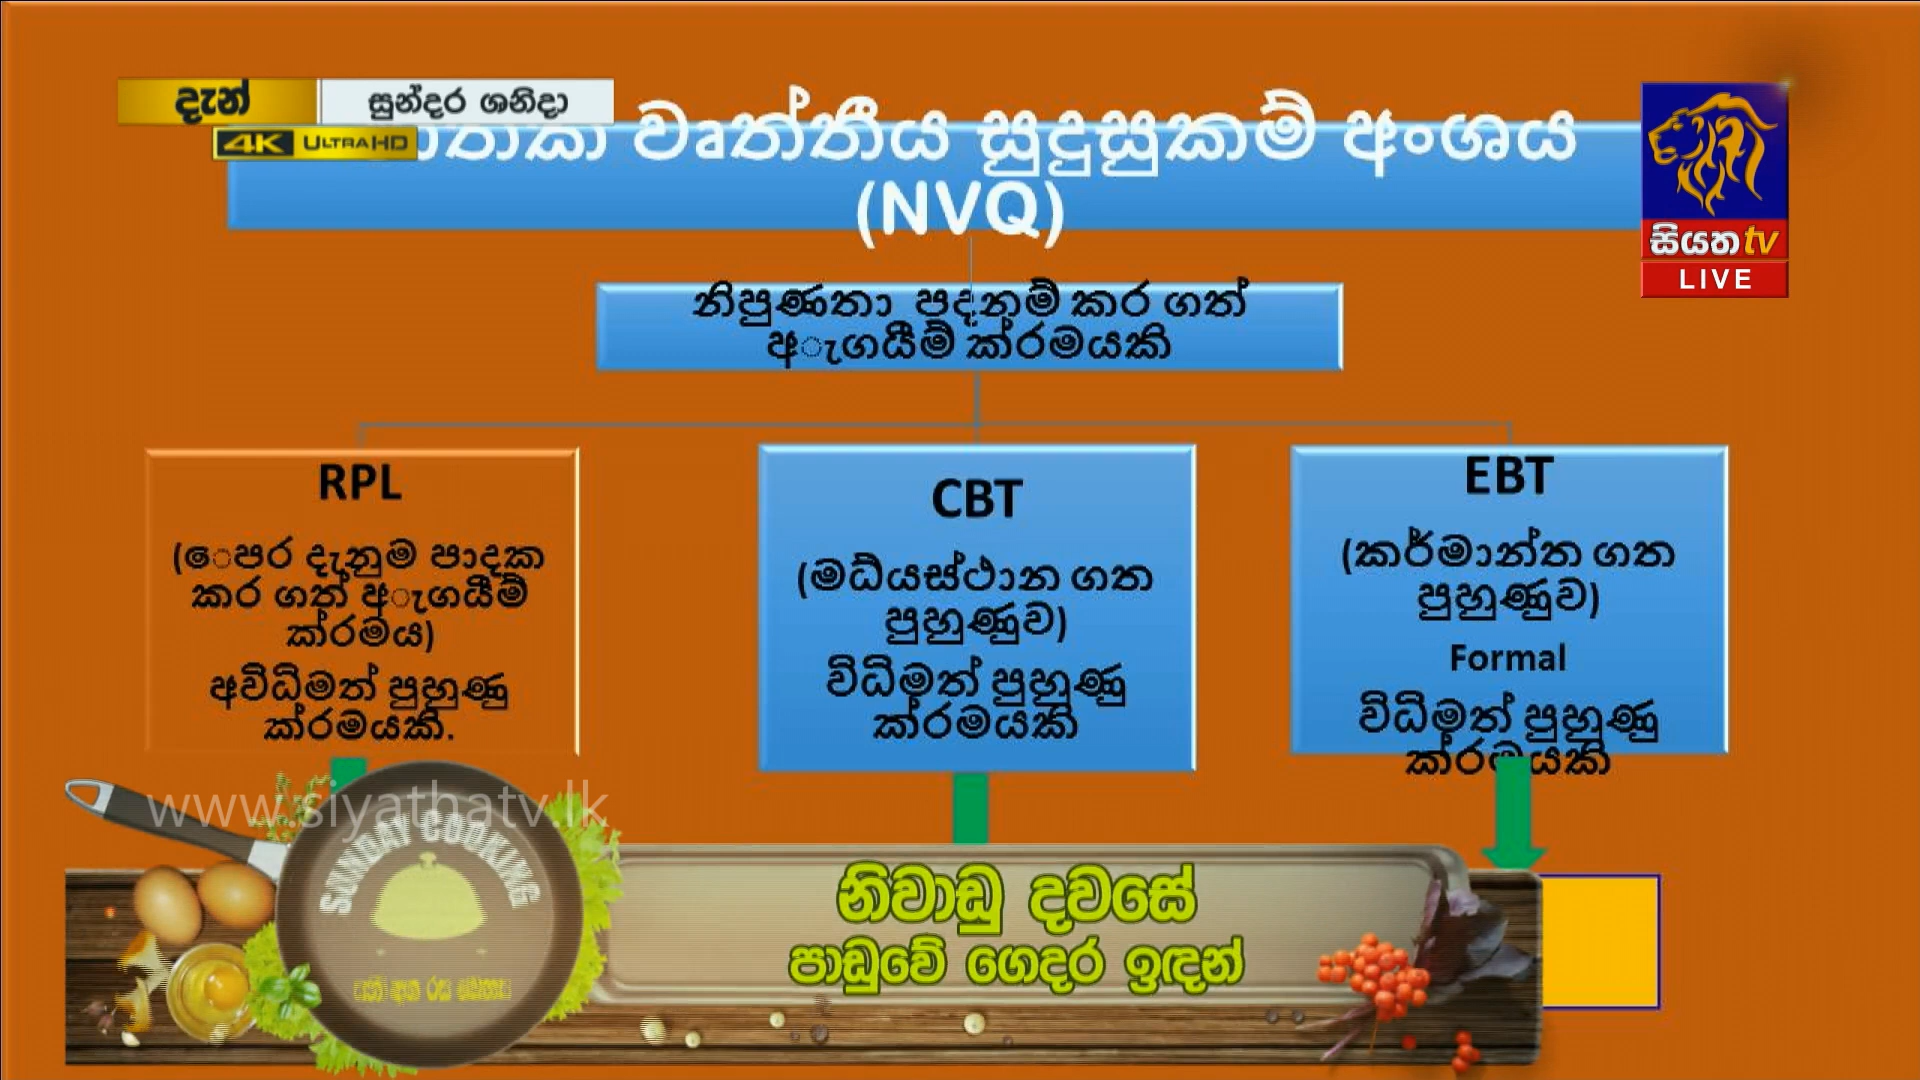 දැන්
සුන්දර ශනිදා
4K ULTRA HD
වෘත්තීය සුදුසුකම් අංශය
(NVQ)
සියත tv
LIVE
නිපුණතා පදනම් කර ගත්
අැගයීම් ක්රමයකි
RPL
(පෙර දැනුම පාදක
කර ගත් අැගයීම්
ක්රමය)
අවිධිමත් පුහුණු
ක්රමයකි.
CBT
(මධ්යස්ථාන ගත
පුහුණුව)
විධිමත් පුහුණු
ක්රමයකි
EBT
(කර්මාන්ත ගත
පුහුණුව)
Formal
විධිමත් පුහුණු
ක්රමයකි
www.siyathatv.lk
SUNDAY COOKING
නිවාඩු දවසේ
පාඩුවේ ගෙදර ඉඳන්